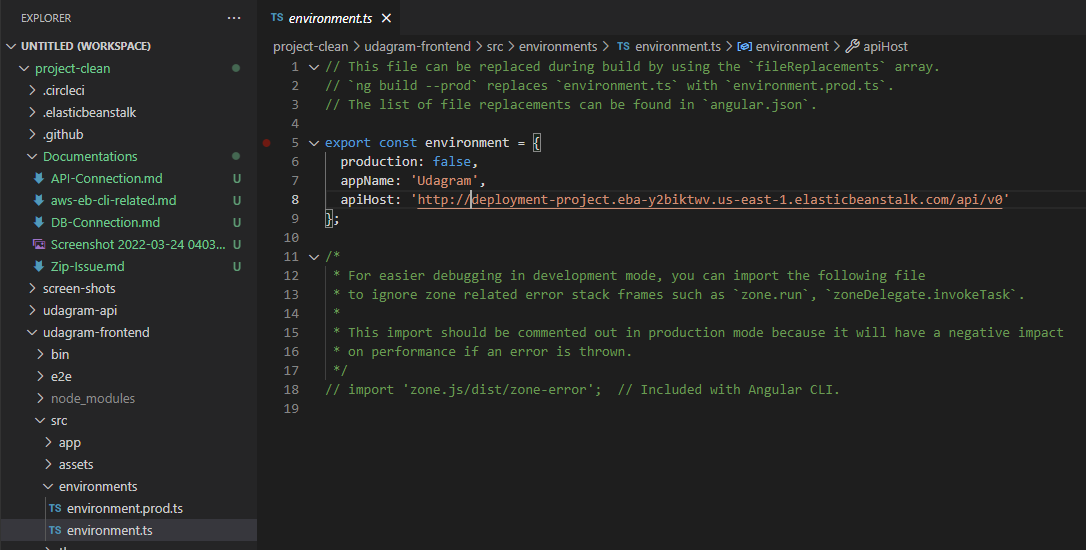 EXPLORER
···
UNTITLED (WORKSPACE)
project-clean
.circleci
.elasticbeanstalk
.github
Documentations
API-Connection.md U
aws-eb-cli-related.md U
DB-Connection.md U
Screenshot 2022-03-24 0403... U
Zip-Issue.md U
screen-shots
udagram-api
udagram-frontend
bin
e2e
node_modules
src
app
assets
environments
TS environment.prod.ts
TS environment.ts
TS environment.ts ×
project-clean > udagram-frontend > src > environments > TS environment.ts > environment > apiHost
1 // This file can be replaced during build by using the `fileReplacements` array.
2 // `ng build --prod` replaces `environment.ts` with `environment.prod.ts`.
3 // The list of file replacements can be found in `angular.json`.
4
5 export const environment = {
6 production: false,
7 appName: 'Udagram',
8 apiHost: 'http://deployment-project.eba-y2biktwv.us-east-1.elasticbeanstalk.com/api/v0'
9 };
10
11 /*
12 * For easier debugging in development mode, you can import the following file
13 * to ignore zone related error stack frames such as `zone.run`, `zoneDelegate.invokeTask`.
14 *
15 * This import should be commented out in production mode because it will have a negative impact
16 * on performance if an error is thrown.
17 */
18 // import 'zone.js/dist/zone-error';  // Included with Angular CLI.
19